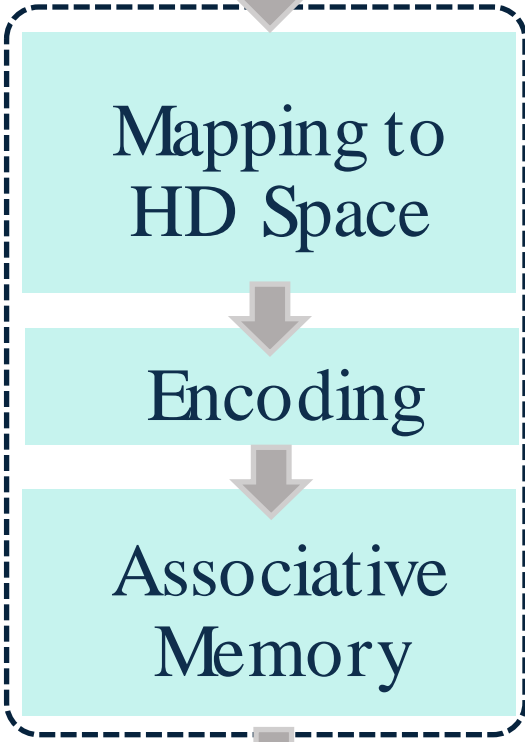 Mapping to
HD Space
Encoding
Associative
Memory